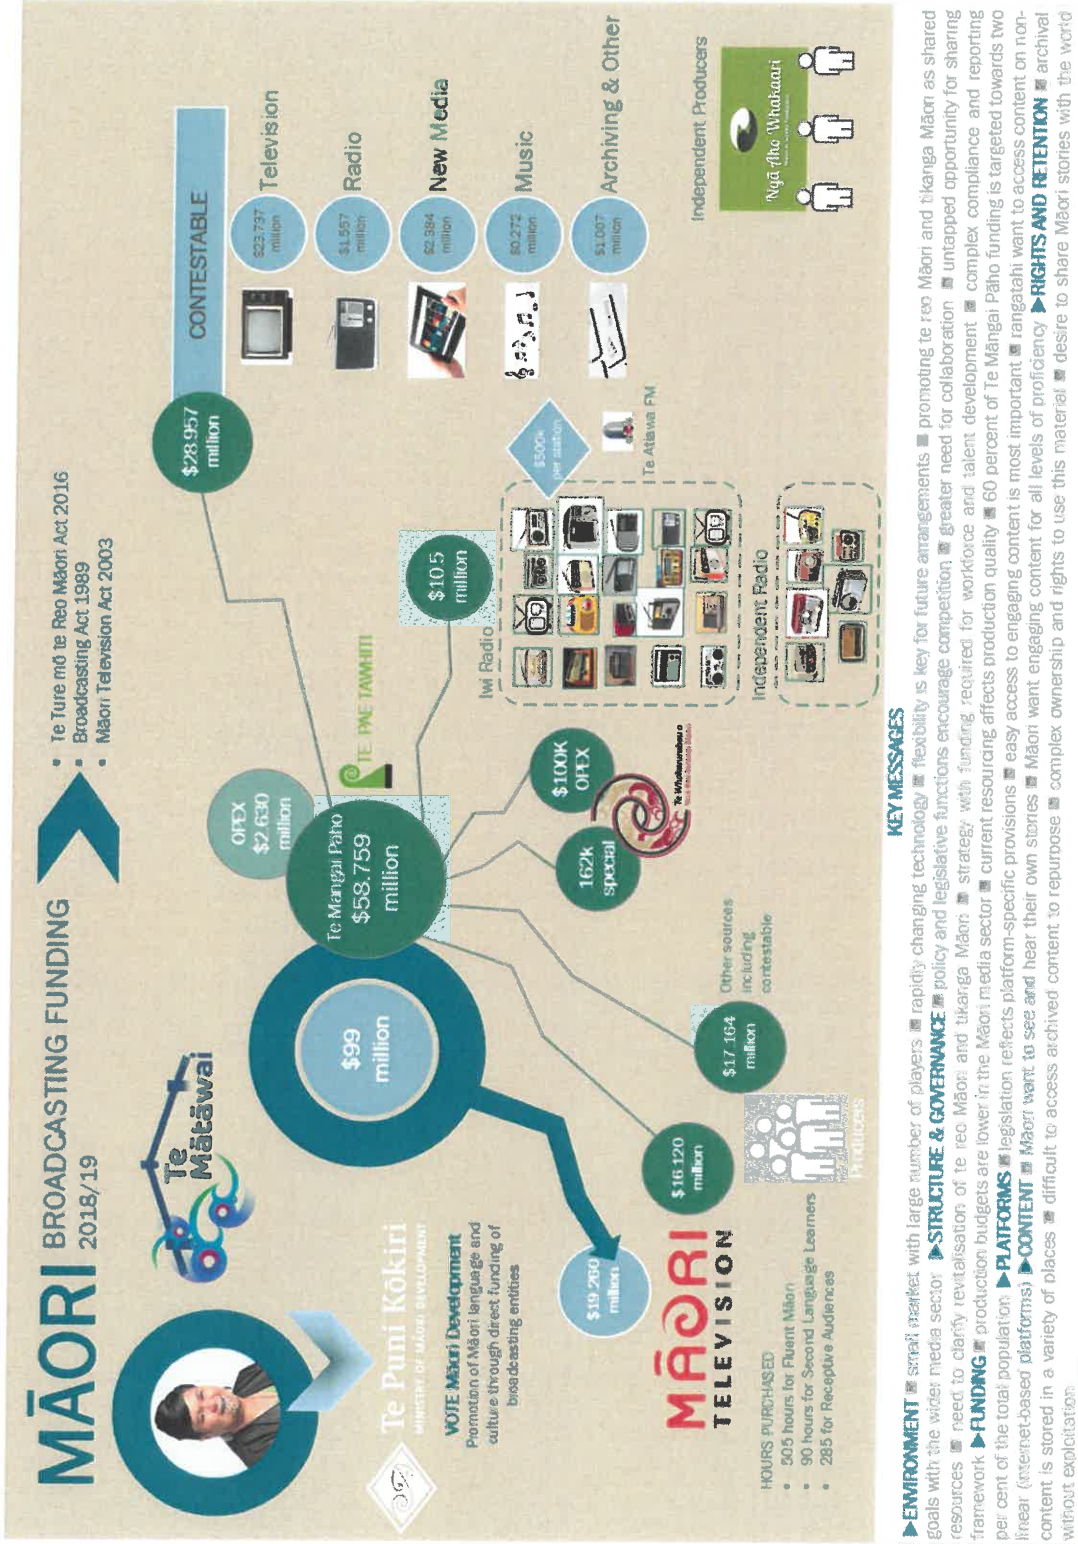 MĀORI BROADCASTING FUNDING
2018/19
• Te Ture mō te Reo Māori Act 2016
• Broadcasting Act 1989
• Māori Television Act 2003
Te
Mātāwai
Te Puni Kōkiri
MINISTRY OF MĀORI DEVELOPMENT
VOTE Māori Development
Promotion of Māori language and
culture through direct funding of
broadcasting entities
$99
million
OPEX
$2.630
million
Te Māngai Pāho
$58.759
million
$28.957
million
CONTESTABLE
$23.737
million
Television
$1.557
million
Radio
$2.384
million
New Media
$0.272
million
Music
$1.007
million
Archiving & Other
TE PAE TAWHITI
$10.5
million
Iwi Radio
$500k
per station
Te Atiawa FM
Independent Radio
Independent Producers
Ngā Aho Whakaari
$100K
OPEX
162k
special
Te Whakaruruhau o
$19.260
million
MĀORI
TELEVISION
$16.120
million
$17.164
million
Other sources
including
contestable
Producers
HOURS PURCHASED
• 505 hours for Fluent Māori
• 90 hours for Second Language Learners
• 285 for Receptive Audiences
KEY MESSAGES
▶ENVIRONMENT ■ small market with large number of players ■ rapidly changing technology ■ flexibility is key for future arrangements ■ promoting te reo Māori and tikanga Māori as shared
goals with the wider media sector ▶STRUCTURE & GOVERNANCE ■ policy and legislative functions encourage competition ■ greater need for collaboration ■ untapped opportunity for sharing
resources ■ need to clarify revitalisation of te reo Māori and tikanga Māori ■ strategy with funding required for workforce and talent development ■ complex compliance and reporting
framework ▶FUNDING ■ production budgets are lower in the Māori media sector ■ current resourcing affects production quality ■ 60 percent of Te Māngai Pāho funding is targeted towards two
per cent of the total population ▶PLATFORMS ■ legislation reflects platform-specific provisions ■ easy access to engaging content is most important ■ rangatahi want to access content on non-
linear (internet-based platforms) ▶CONTENT ■ Māori want to see and hear their own stories ■ Māori want engaging content for all levels of proficiency ▶RIGHTS AND RETENTION ■ archival
content is stored in a variety of places ■ difficult to access archived content to repurpose ■ complex ownership and rights to use this material ■ desire to share Māori stories with the world
without exploitation